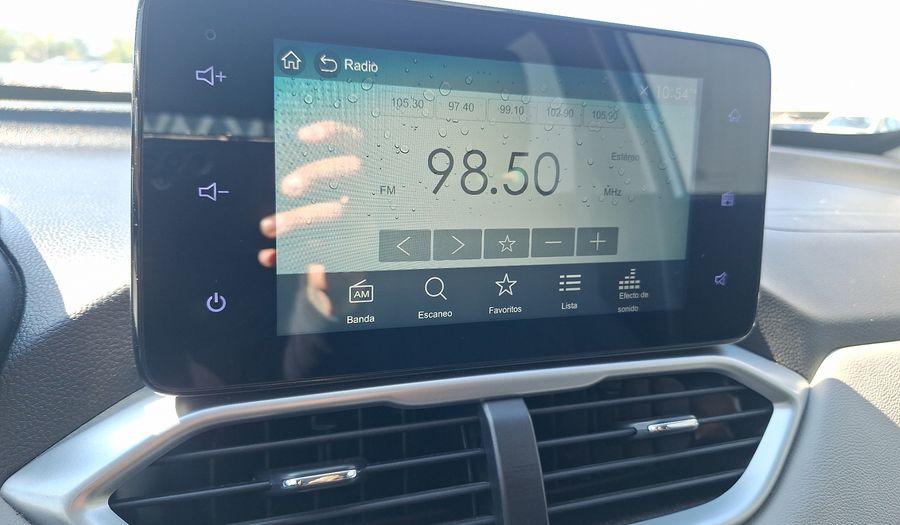 Radio
10:54
105.30 97.40 99.10 102.90 105.90
98.50
Estéreo
FM
MHz
AM
Banda
Escaneo
Favoritos
Lista
Efecto de
sonido